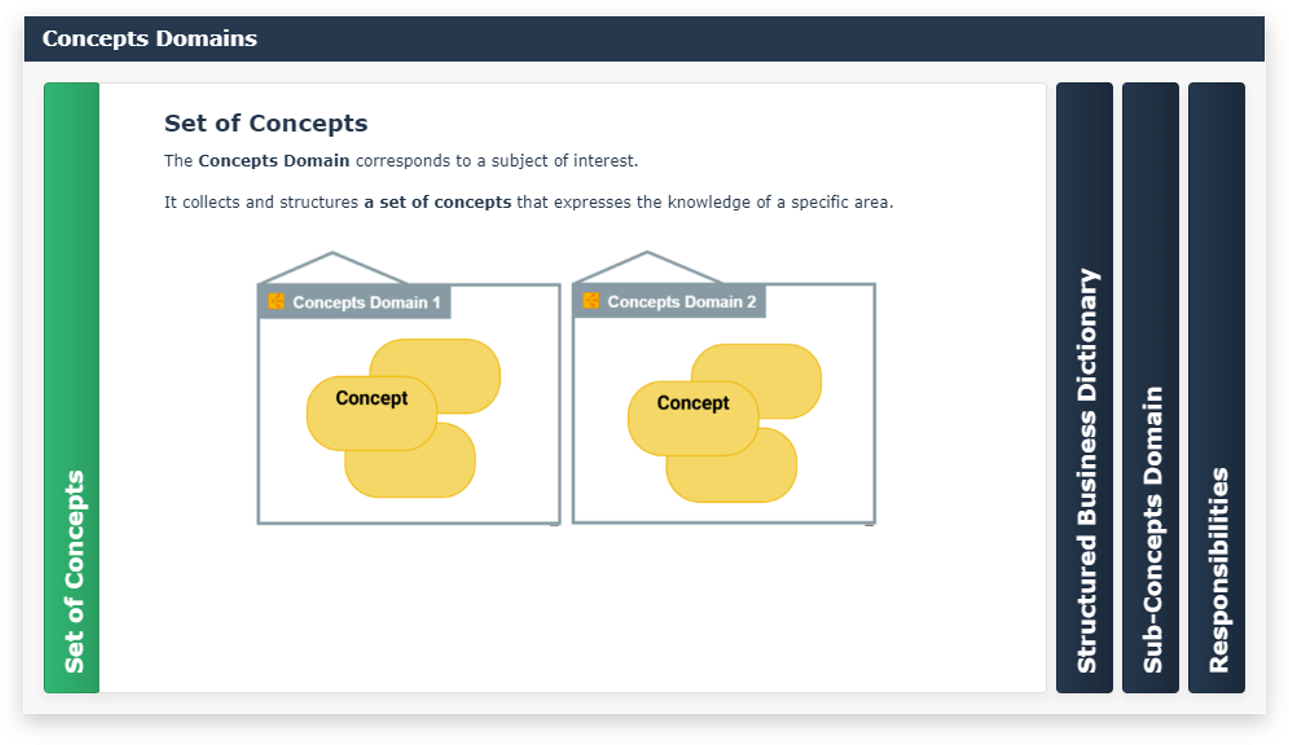 Concepts Domains
Set of Concepts
Set of Concepts
The Concepts Domain corresponds to a subject of interest.
It collects and structures a set of concepts that expresses the knowledge of a specific area.
Concepts Domain 1
Concept
Concepts Domain 2
Concept
Structured Business Dictionary
Sub-Concepts Domain
Responsibilities